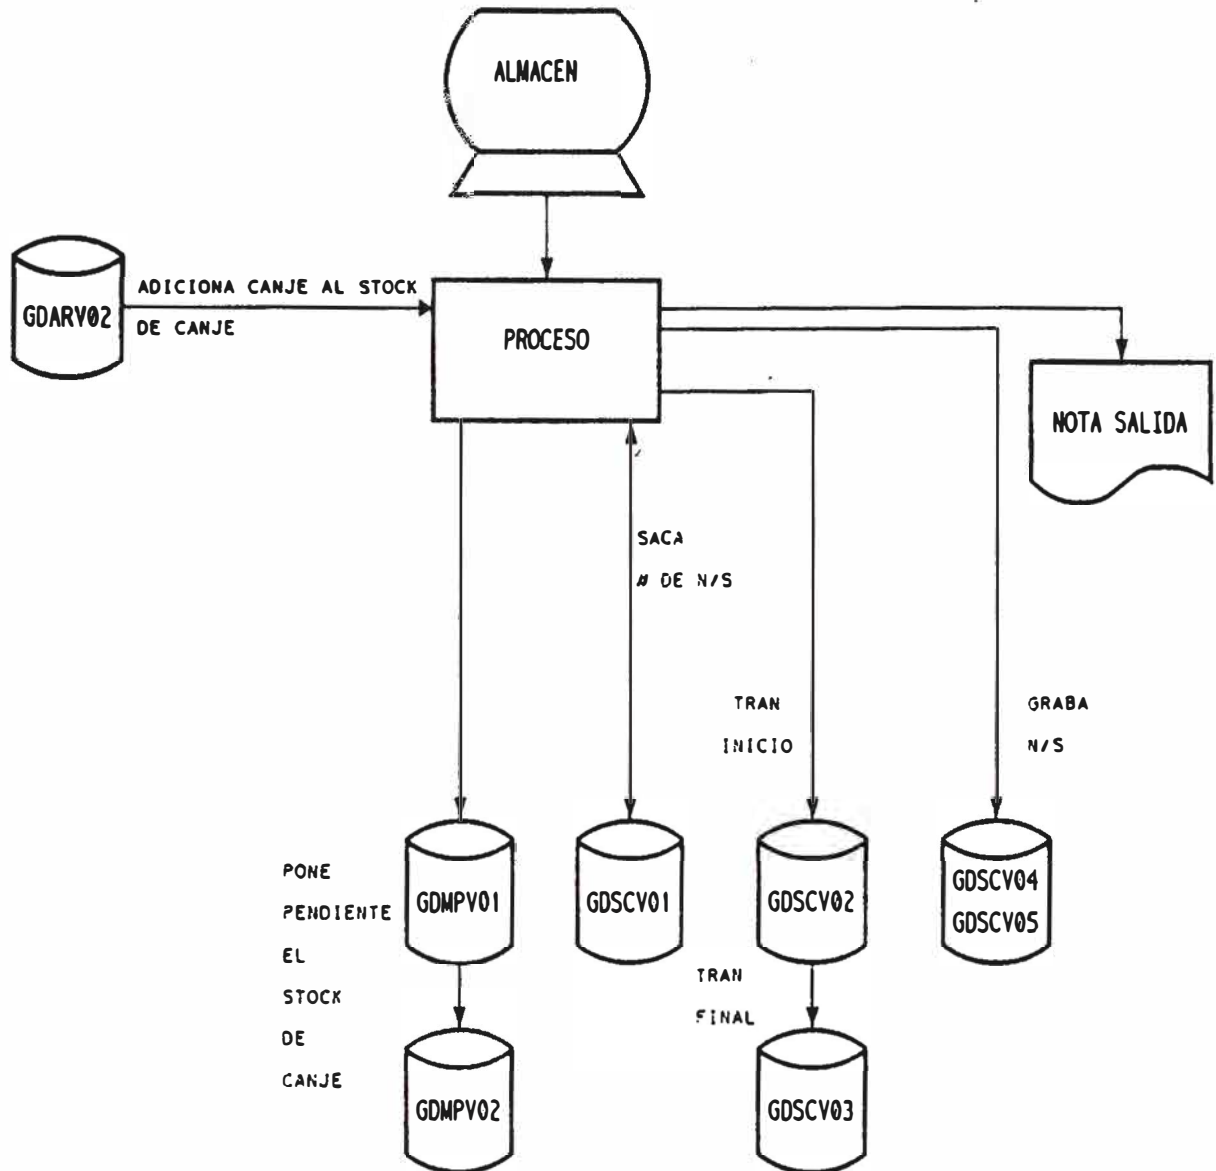 ALMACEN
ADICIONA CANJE AL STOCK
DE CANJE
GDARV02
PROCESO
NOTA SALIDA
SACA
# DE N/S
TRAN
INICIO
GRABA
N/S
PONE
PENDIENTE
EL
STOCK
DE
CANJE
GDMPV01
GDSCV01
GDSCV02
GDSCV04
GDSCV05
TRAN
FINAL
GDMPV02
GDSCV03